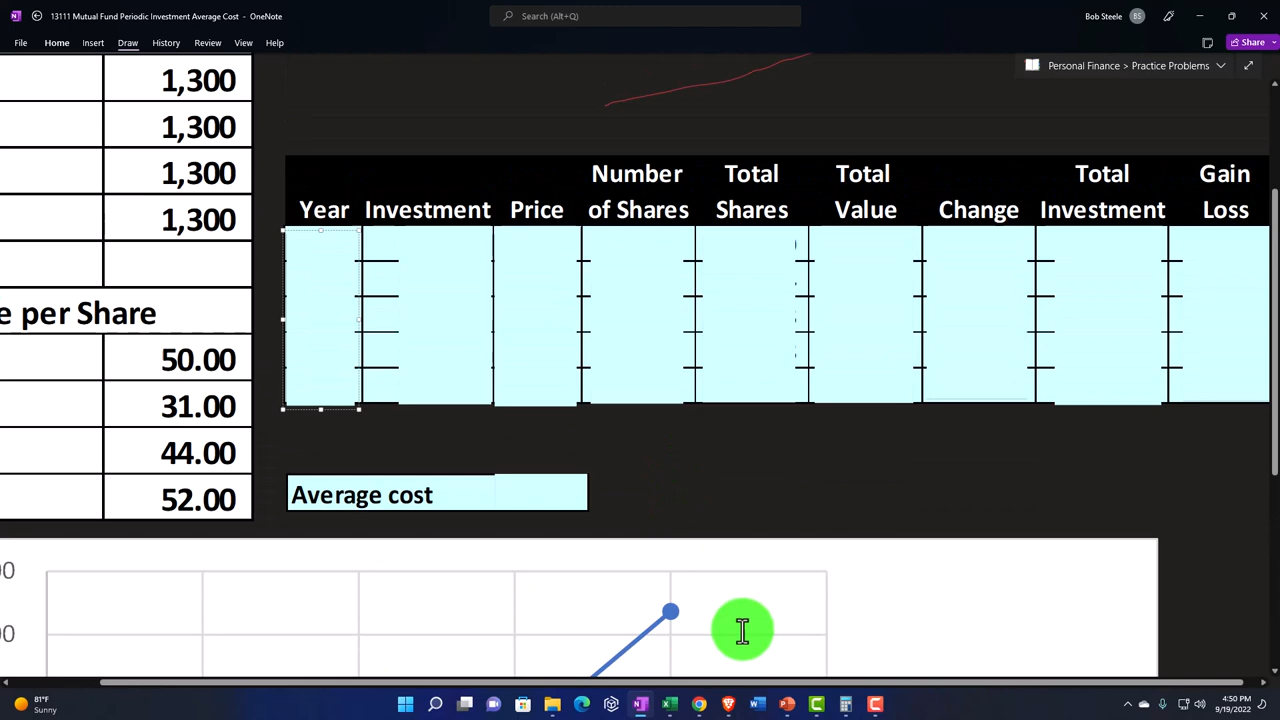 13111 Mutual Fund Periodic Investment Average Cost - OneNote
Search (Alt+Q)
Bob Steele
BS
File
Home
Insert
Draw
History
Review
View
Help
Share
Personal Finance > Practice Problems
1,300
1,300
1,300
1,300
e per Share
50.00
31.00
44.00
52.00
Year
Investment
Price
Number
of Shares
Total
Shares
Total
Value
Change
Total
Investment
Gain
Loss
Average cost
00
00
81°F
Sunny
4:50 PM
9/19/2022